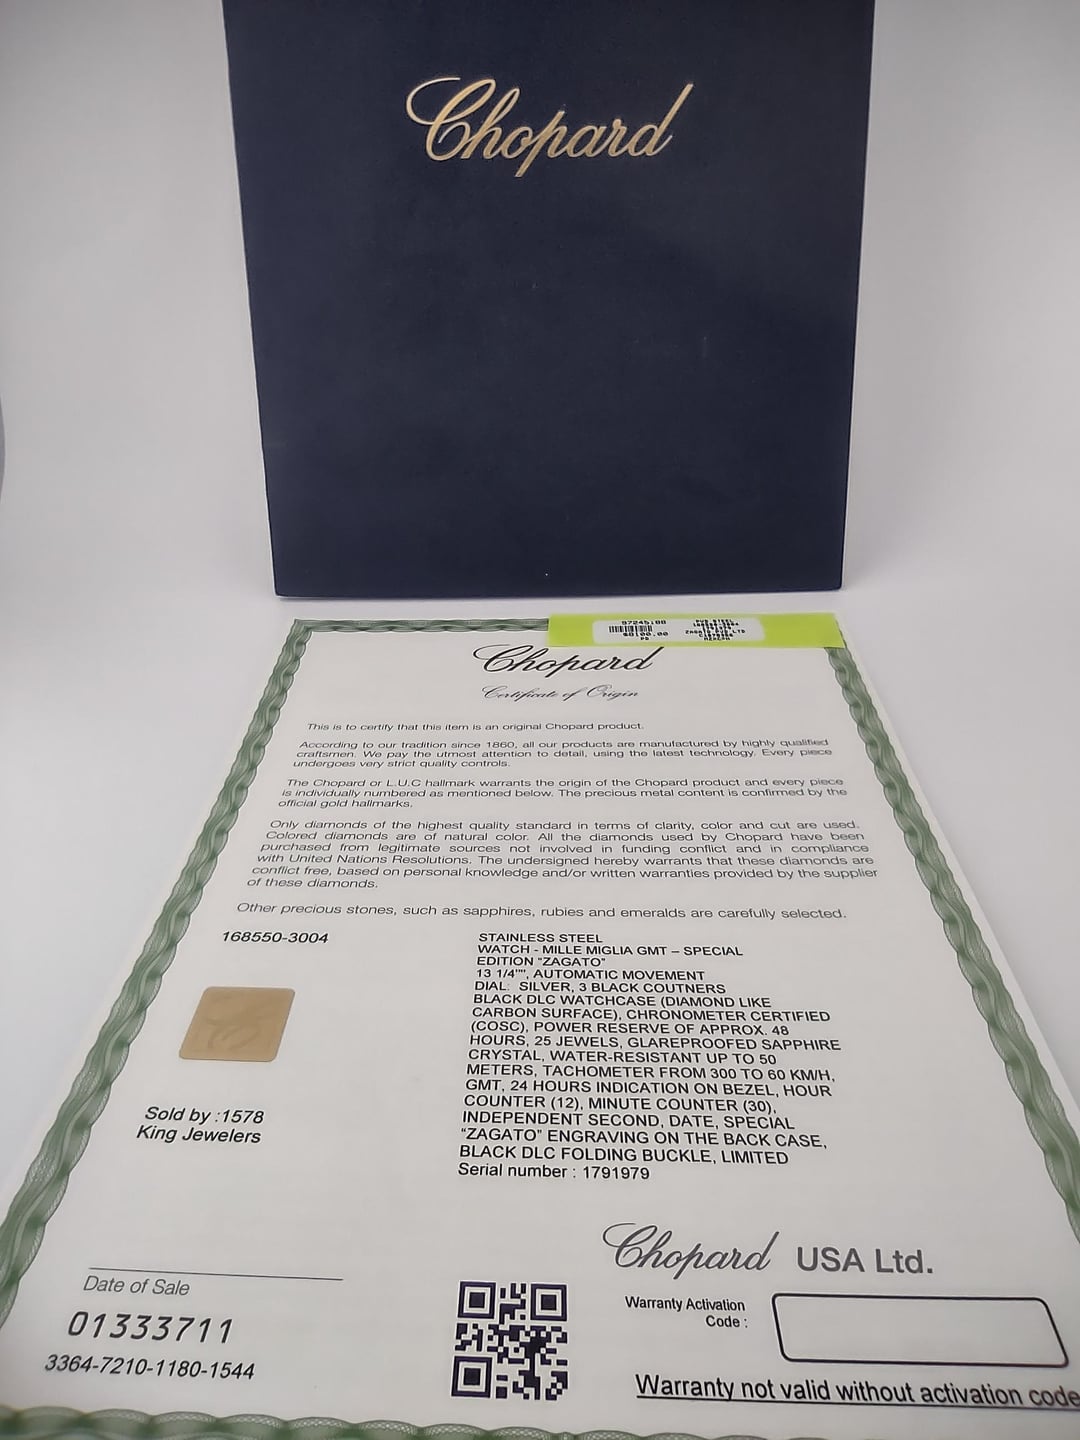 Chopard
97245188
$8100.00
PD
ZAGATO BLK LTD
Chopard
Certificate of Origin
This is to certify that this item is an original Chopard product.
According to our tradition since 1860, all our products are manufactured by highly qualified
craftsmen. We pay the utmost attention to detail, using the latest technology. Every piece
undergoes very strict quality controls.
The Chopard or L.U.C hallmark warrants the origin of the Chopard product and every piece
is individually numbered as mentioned below. The precious metal content is confirmed by the
official gold hallmarks.
Only diamonds of the highest quality standard in terms of clarity, color and cut are used.
Colored diamonds are of natural color. All the diamonds used by Chopard have been
purchased from legitimate sources not involved in funding conflict and in compliance
with United Nations Resolutions. The undersigned hereby warrants that these diamonds are
conflict free, based on personal knowledge and/or written warranties provided by the supplier
of these diamonds.
Other precious stones, such as sapphires, rubies and emeralds are carefully selected.
168550-3004
STAINLESS STEEL
WATCH - MILLE MIGLIA GMT – SPECIAL
EDITION "ZAGATO"
13 1/4"", AUTOMATIC MOVEMENT
DIAL: SILVER, 3 BLACK COUTNERS
BLACK DLC WATCHCASE (DIAMOND LIKE
CARBON SURFACE), CHRONOMETER CERTIFIED
(COSC), POWER RESERVE OF APPROX. 48
HOURS, 25 JEWELS, GLAREPROOFED SAPPHIRE
CRYSTAL, WATER-RESISTANT UP TO 50
METERS, TACHOMETER FROM 300 TO 60 KM/H,
GMT, 24 HOURS INDICATION ON BEZEL, HOUR
COUNTER (12), MINUTE COUNTER (30),
INDEPENDENT SECOND, DATE, SPECIAL
"ZAGATO" ENGRAVING ON THE BACK CASE,
BLACK DLC FOLDING BUCKLE, LIMITED
Serial number : 1791979
Sold by :1578
King Jewelers
Chopard USA Ltd.
Date of Sale
01333711
3364-7210-1180-1544
Warranty Activation
Code :
Warranty not valid without activation code